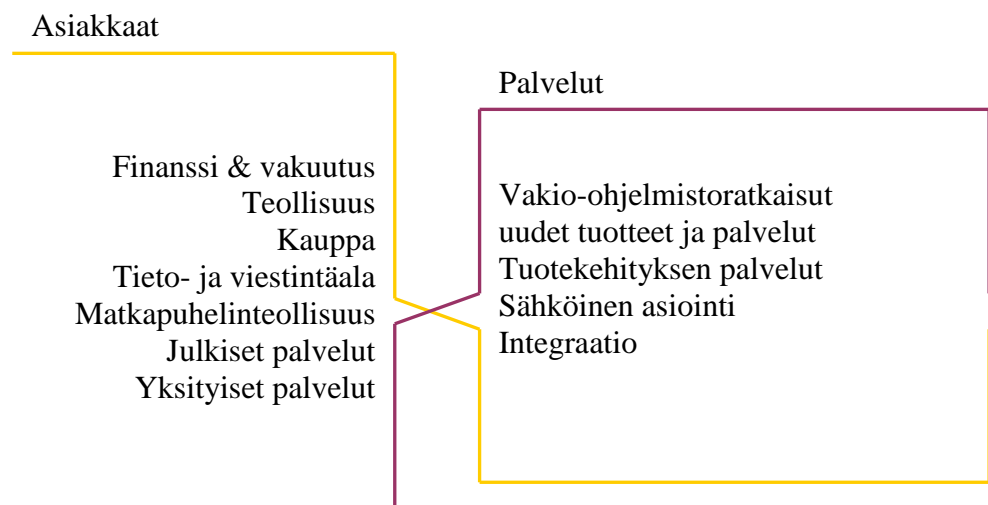 Asiakkaat
Finanssi & vakuutus
Teollisuus
Kauppa
Tieto- ja viestintäala
Matkapuhelinteollisuus
Julkiset palvelut
Yksityiset palvelut
Palvelut
Vakio-ohjelmistoratkaisut
uudet tuotteet ja palvelut
Tuotekehityksen palvelut
Sähköinen asiointi
Integraatio